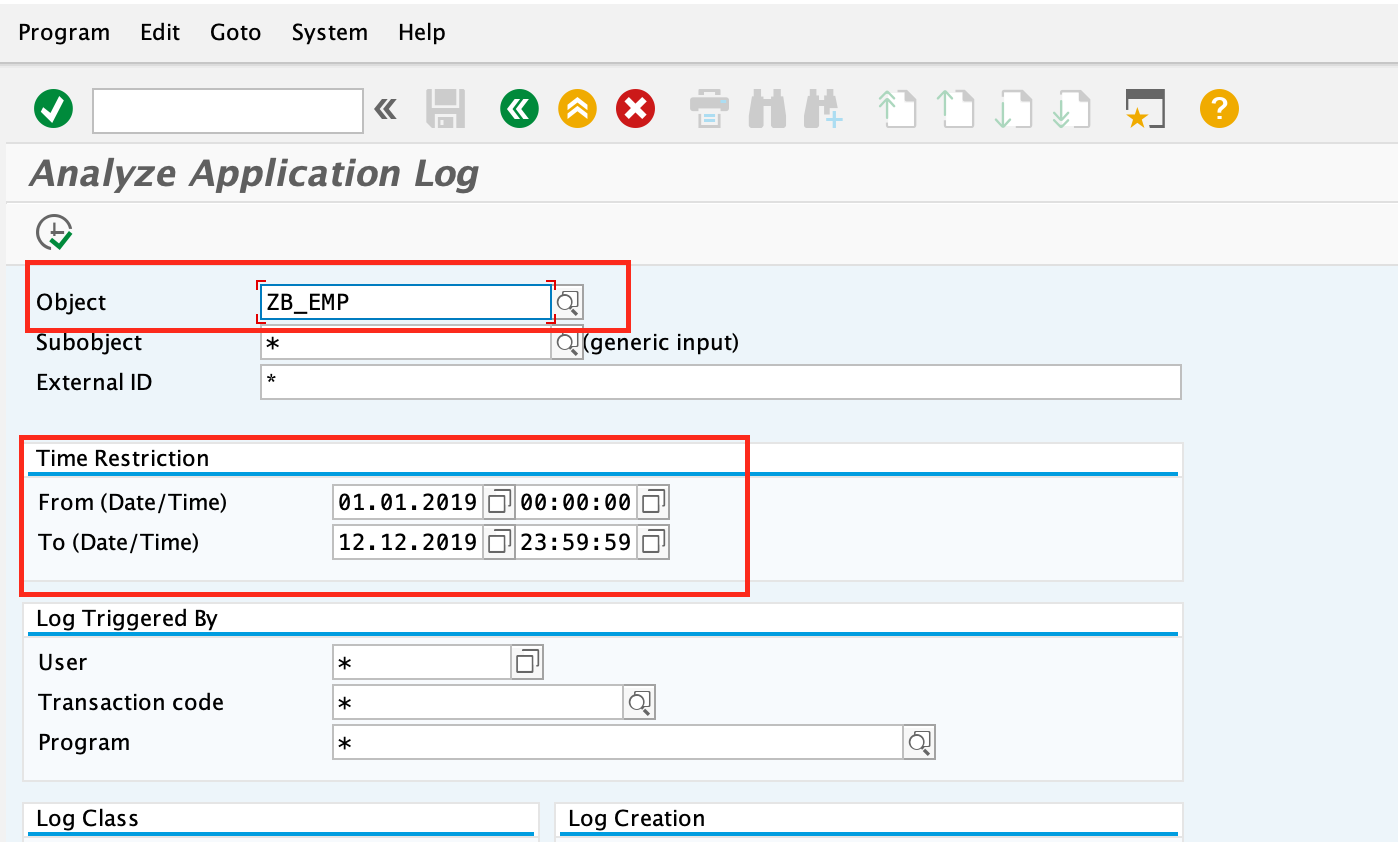 Program Edit Goto System Help
Analyze Application Log
Object ZB_EMP
Subobject * (generic input)
External ID *
Time Restriction
From (Date/Time) 01.01.2019 00:00:00
To (Date/Time) 12.12.2019 23:59:59
Log Triggered By
User *
Transaction code *
Program *
Log Class Log Creation